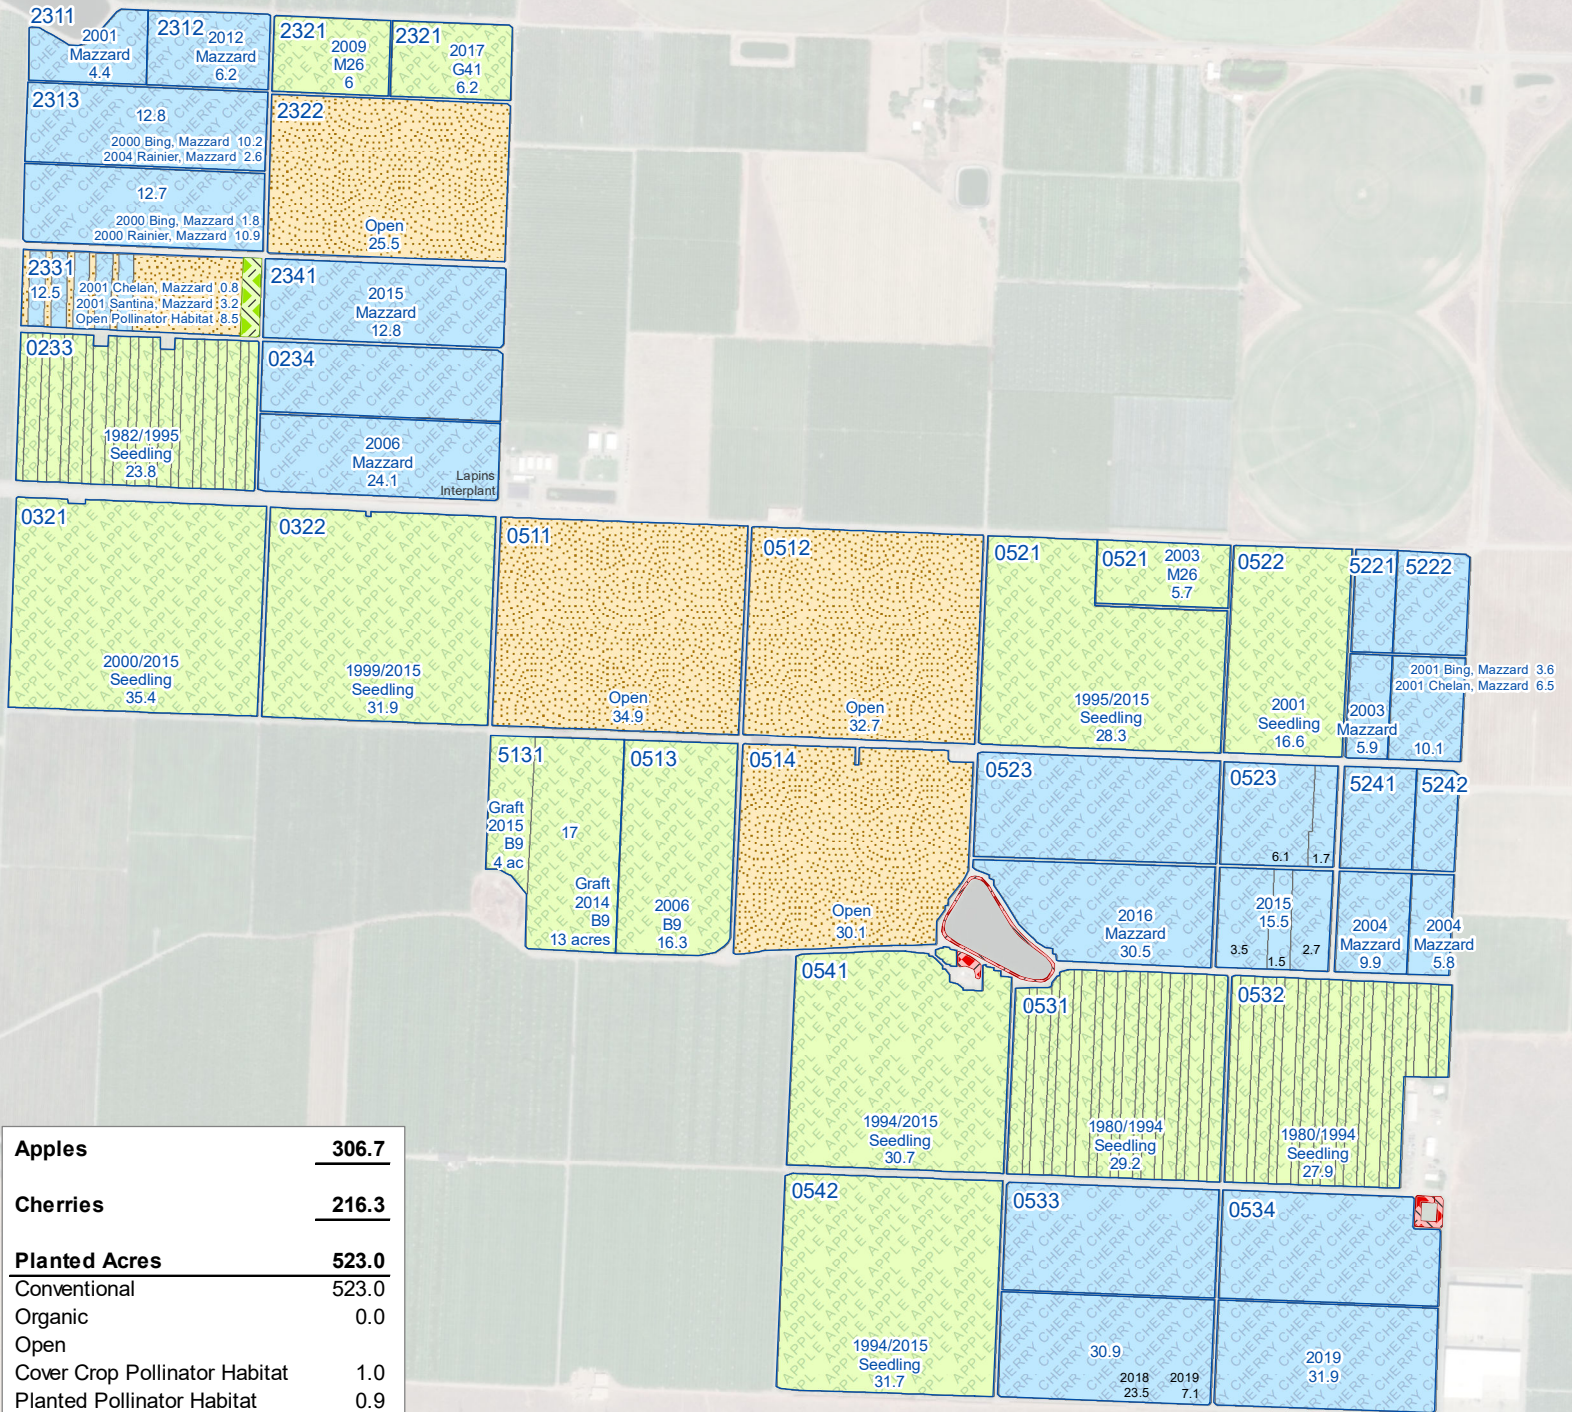 2311
2001
Mazzard
4.4
2312
2012
Mazzard
6.2
2321
2009
M26
6
2321
2017
G41
6.2
2313
12.8
2000 Bing, Mazzard 10.2
2004 Rainier, Mazzard 2.6
12.7
2000 Bing, Mazzard 1.8
2000 Rainier, Mazzard 10.9
2322
Open
25.5
2331
12.5
2001 Chelan, Mazzard 0.8
2001 Santina, Mazzard 3.2
Open Pollinator Habitat 8.5
2341
2015
Mazzard
12.8
0233
1982/1995
Seedling
23.8
0234
2006
Mazzard
24.1
Lapins
Interplant
0321
2000/2015
Seedling
35.4
0322
1999/2015
Seedling
31.9
0511
Open
34.9
0512
Open
32.7
0521
1995/2015
Seedling
28.3
0521
2003
M26
5.7
0522
2001
Seedling
16.6
5221
2003
Mazzard
5.9
5222
2001 Bing, Mazzard 3.6
2001 Chelan, Mazzard 6.5
10.1
5131
Graft
2015
B9
4 ac
17
Graft
2014
B9
13 acres
0513
2006
B9
16.3
0514
Open
30.1
0523
2016
Mazzard
30.5
0523
6.1
1.7
2015
15.5
3.5
1.5
2.7
5241
2004
Mazzard
9.9
5242
2004
Mazzard
5.8
0541
1994/2015
Seedling
30.7
0531
1980/1994
Seedling
29.2
0532
1980/1994
Seedling
27.9
0542
1994/2015
Seedling
31.7
0533
30.9
2018
23.5
2019
7.1
0534
2019
31.9
Apples 306.7
Cherries 216.3
Planted Acres 523.0
Conventional 523.0
Organic 0.0
Open
Cover Crop Pollinator Habitat 1.0
Planted Pollinator Habitat 0.9